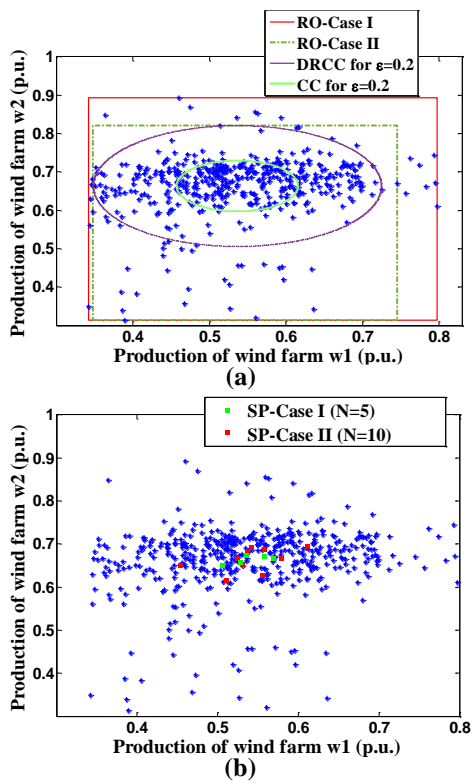 RO-Case I
RO-Case II
DRCC for ε=0.2
CC for ε=0.2
Production of wind farm w2 (p.u.)
1
0.9
0.8
0.7
0.6
0.5
0.4
0.4 0.5 0.6 0.7 0.8
Production of wind farm w1 (p.u.)
(a)
SP-Case I (N=5)
SP-Case II (N=10)
Production of wind farm w2 (p.u.)
1
0.9
0.8
0.7
0.6
0.5
0.4
0.4 0.5 0.6 0.7 0.8
Production of wind farm w1 (p.u.)
(b)